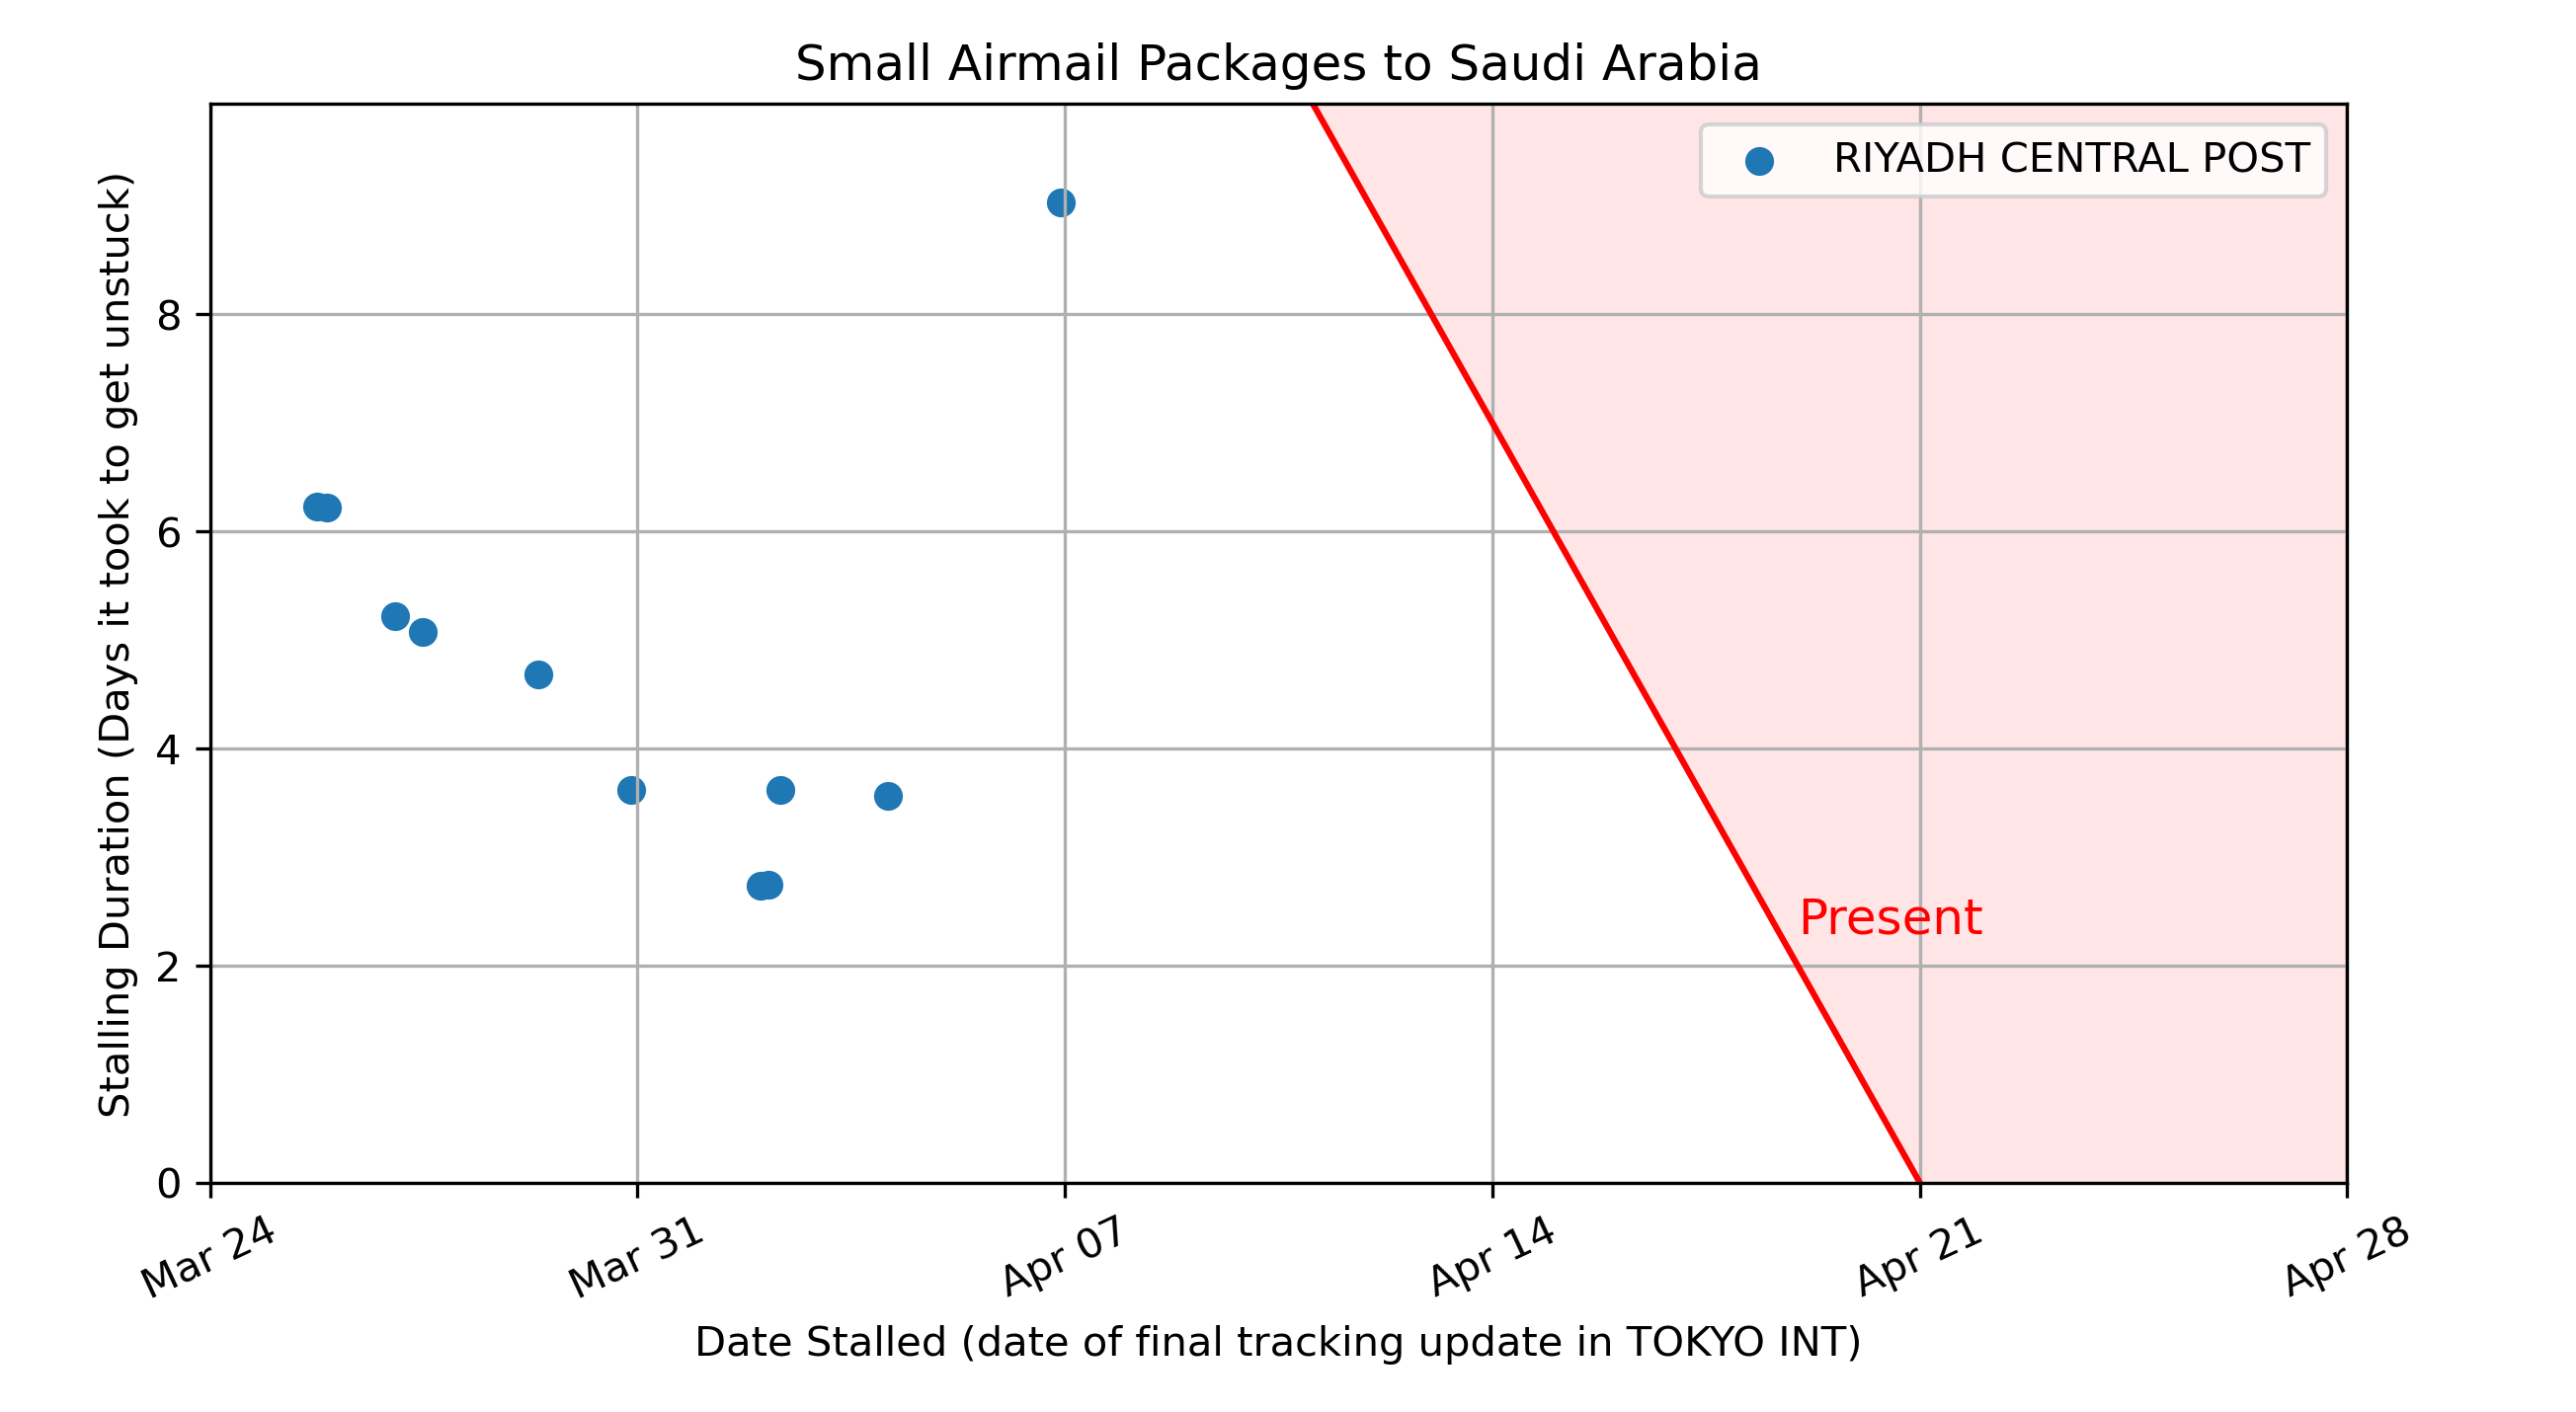 Small Airmail Packages to Saudi Arabia
RIYADH CENTRAL POST
Stalling Duration (Days it took to get unstuck)
8
6
4
2
0
Present
Mar 24
Mar 31
Apr 07
Apr 14
Apr 21
Apr 28
Date Stalled (date of final tracking update in TOKYO INT)